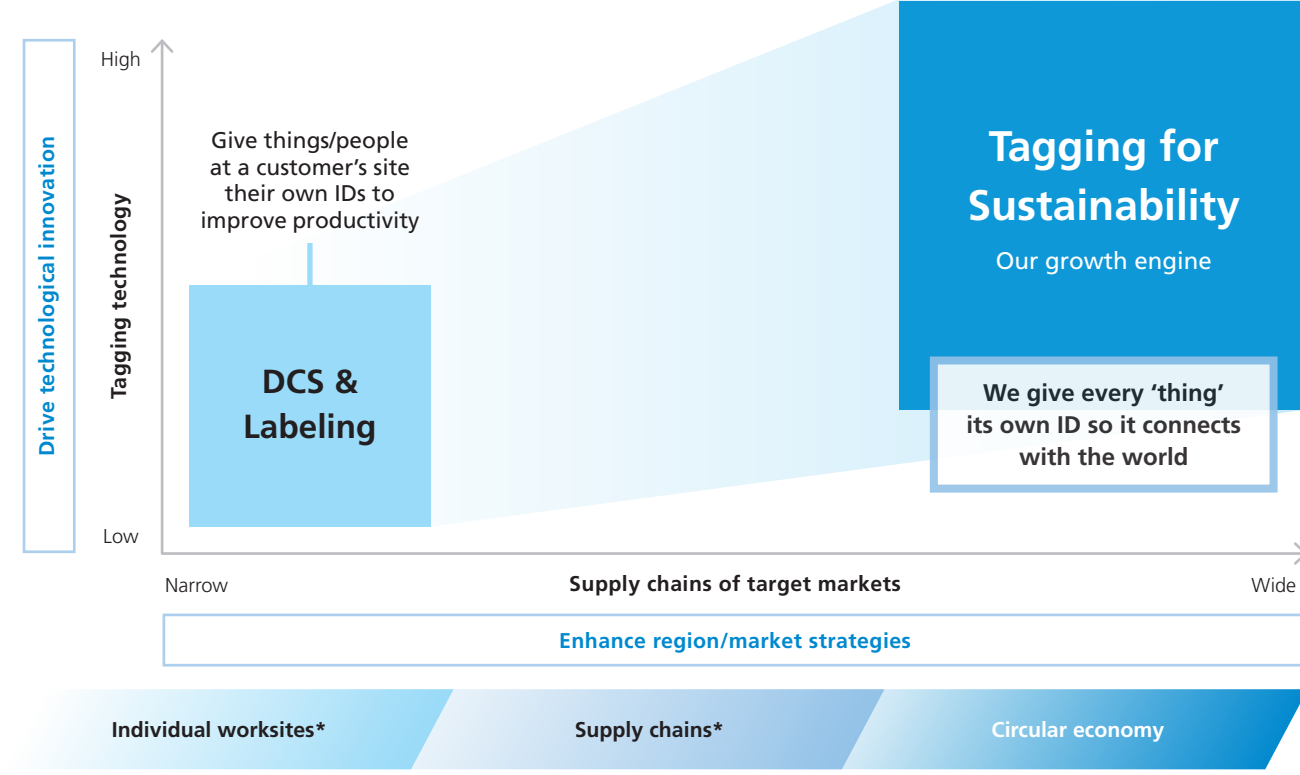 Drive technological innovation
Tagging technology
High
Low
Give things/people
at a customer’s site
their own IDs to
improve productivity
DCS &
Labeling
Tagging for
Sustainability
Our growth engine
We give every ‘thing’
its own ID so it connects
with the world
Narrow
Supply chains of target markets
Wide
Enhance region/market strategies
Individual worksites*
Supply chains*
Circular economy